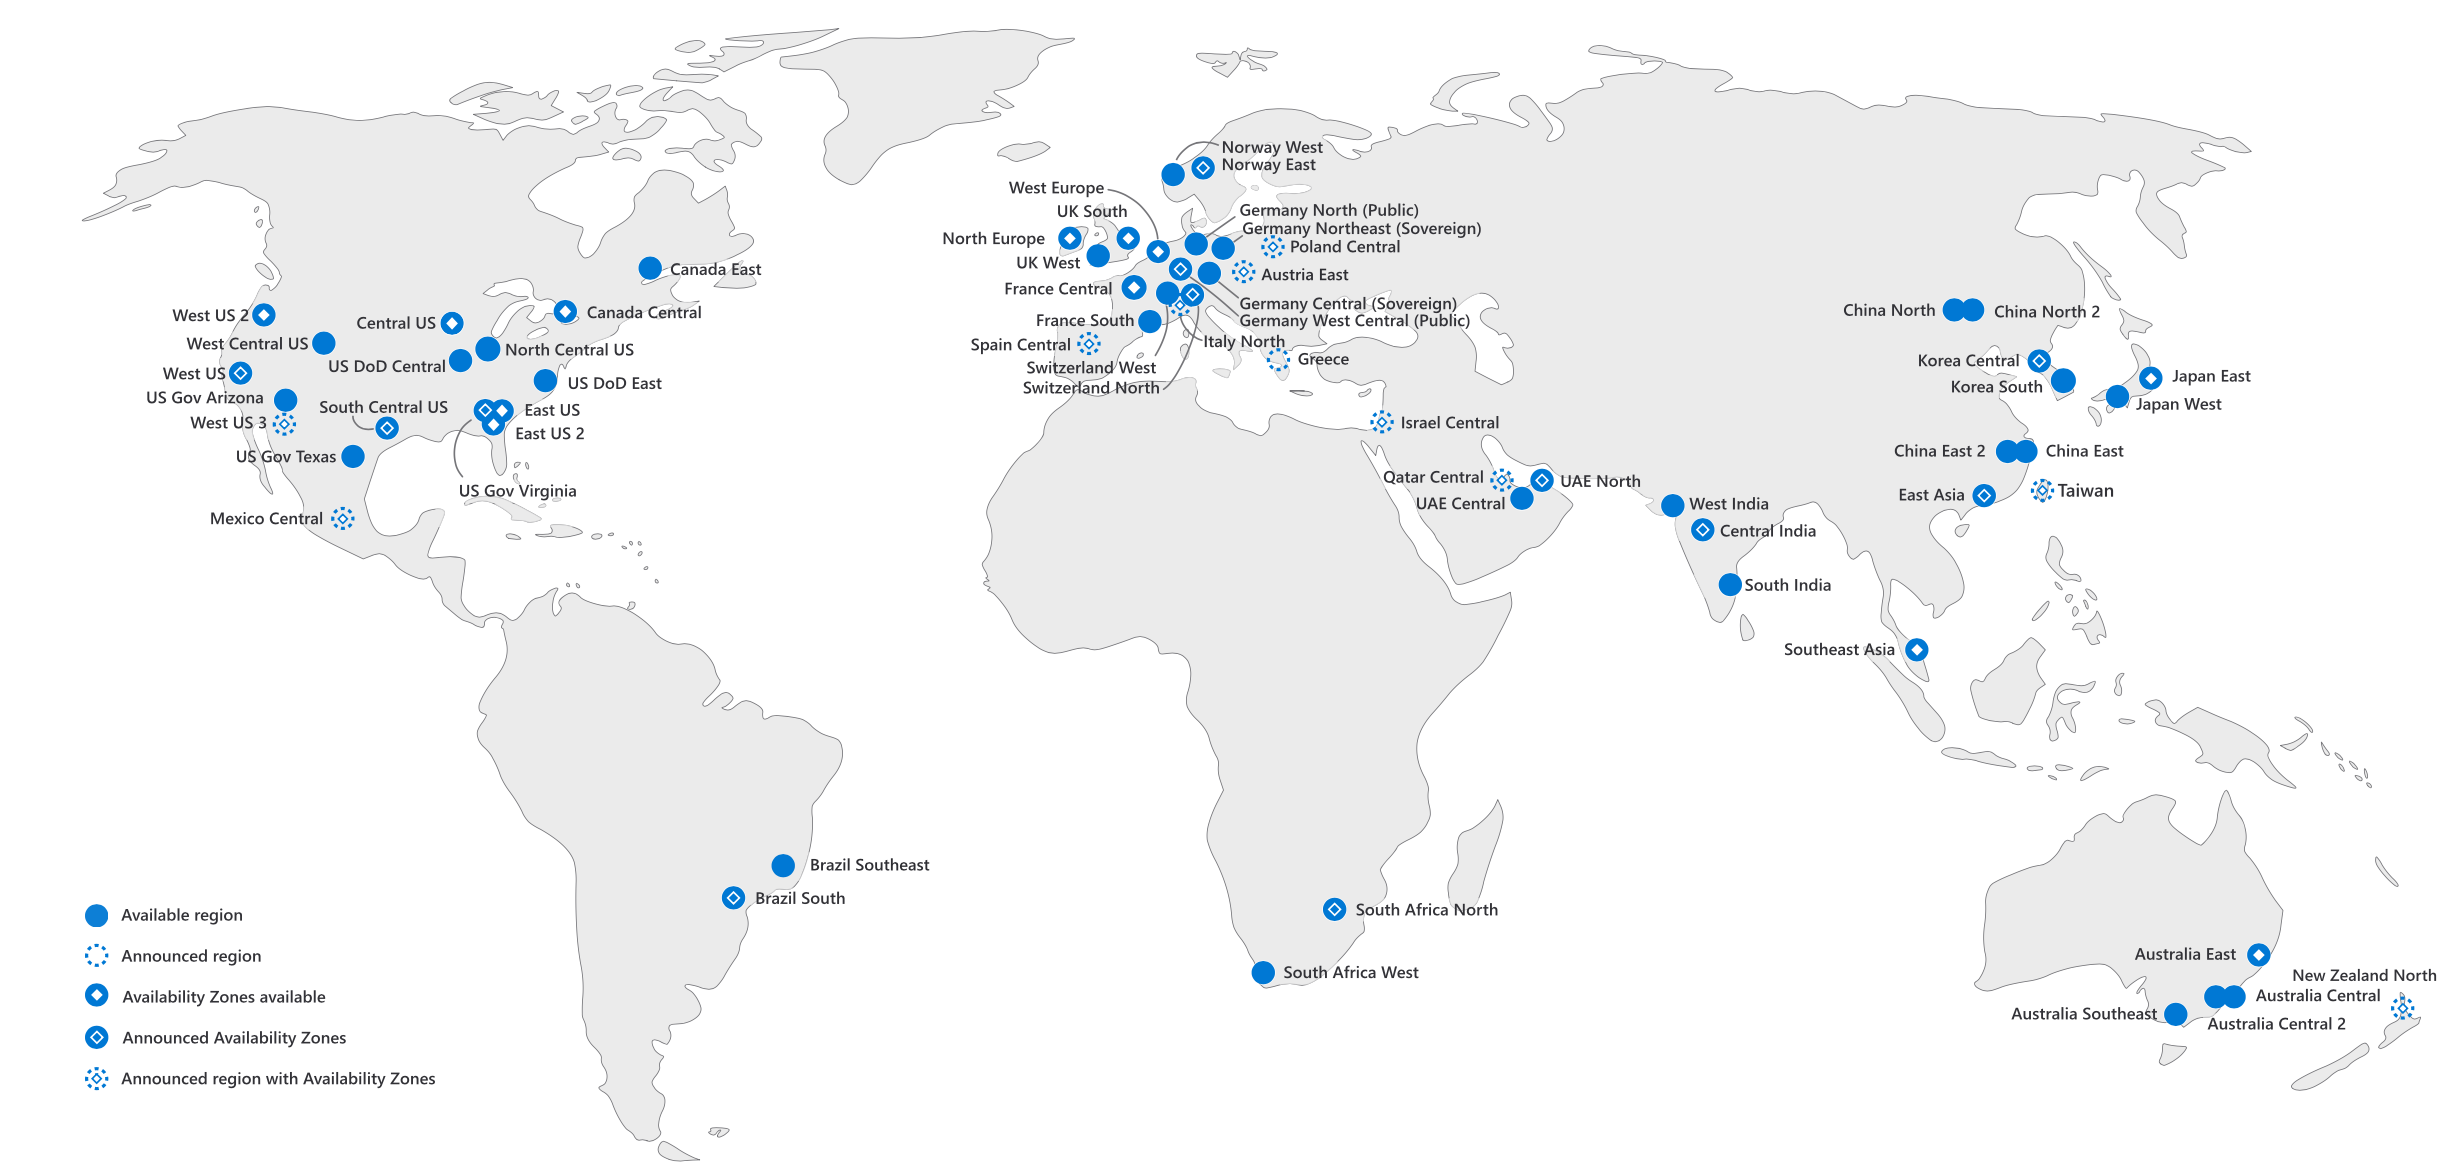 Norway West
Norway East
West Europe
UK South
Germany North (Public)
Germany Northeast (Sovereign)
North Europe
Poland Central
UK West
Austria East
Canada East
France Central
Germany Central (Sovereign)
Germany West Central (Public)
West US 2
Central US
Canada Central
China North
China North 2
France South
West Central US
North Central US
Spain Central
Italy North
Greece
US DoD Central
Switzerland West
Korea Central
West US
US DoD East
Switzerland North
Korea South
Japan East
US Gov Arizona
South Central US
East US
Japan West
West US 3
East US 2
Israel Central
US Gov Texas
China East 2
China East
US Gov Virginia
Qatar Central
UAE North
East Asia
Taiwan
Mexico Central
UAE Central
West India
Central India
South India
Southeast Asia
Brazil Southeast
Brazil South
South Africa North
South Africa West
Australia East
New Zealand North
Australia Central
Australia Southeast
Australia Central 2
Available region
Announced region
Availability Zones available
Announced Availability Zones
Announced region with Availability Zones